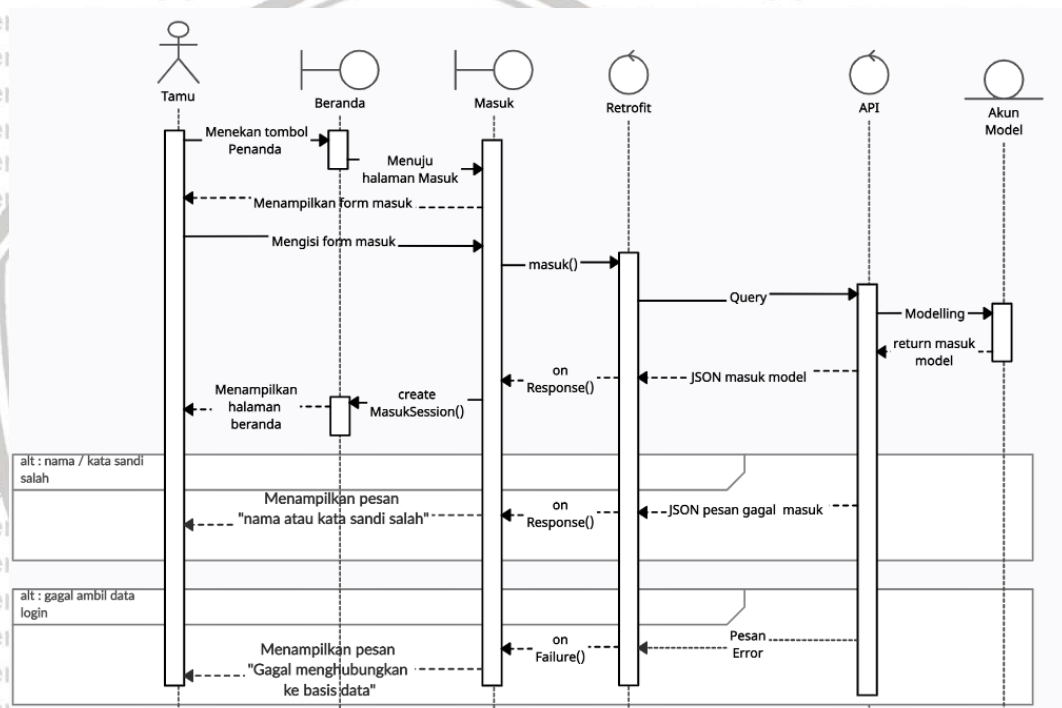 Tamu
Beranda
Masuk
Retrofit
API
Akun
Model
Menekan tombol
Penanda
Menuju
halaman Masuk
Menampilkan form masuk
Mengisi form masuk
masuk()
Query
Modelling
return masuk
model
JSON masuk model
on
Response()
create
MasukSession()
Menampilkan
halaman
beranda
alt : nama / kata sandi
salah
Menampilkan pesan
"nama atau kata sandi salah"
on
Response()
JSON pesan gagal masuk
alt : gagal ambil data
login
Pesan
Error
on
Failure()
Menampilkan pesan
"Gagal menghubungkan
ke basis data"